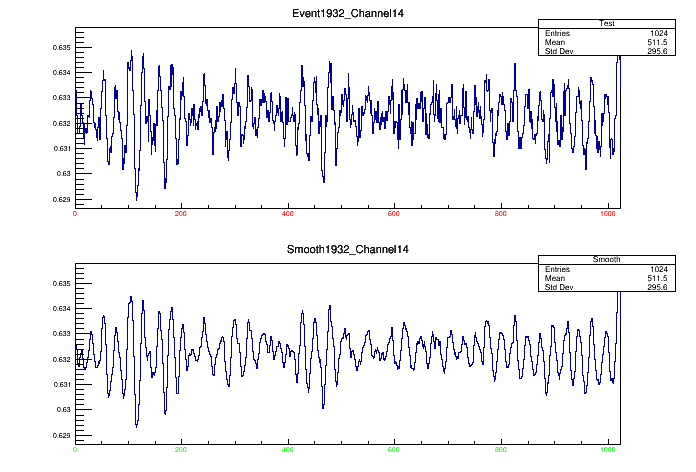 Event1932_Channel14
Test
Entries 1024
Mean 511.5
Std Dev 295.6
0.635
0.634
0.633
0.632
0.631
0.63
0.629
0 200 400 600 800 1000
Smooth1932_Channel14
Smooth
Entries 1024
Mean 511.5
Std Dev 295.6
0.635
0.634
0.633
0.632
0.631
0.63
0.629
0 200 400 600 800 1000